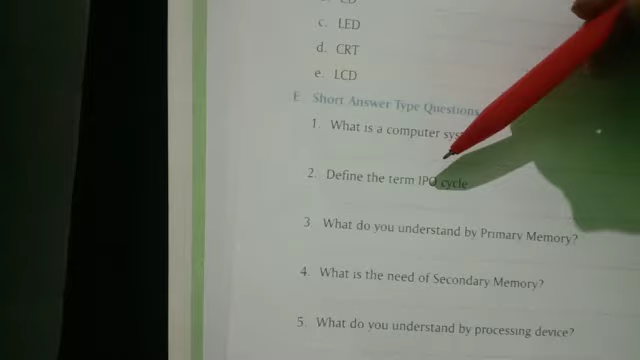 c. LED
d. CRT
e. LCD
E. Short Answer Type Questions
1. What is a computer
2. Define the term IPO cycle
3 What do you understand by Primary Memory?
4. What is the need of Secondary Memory?
5. What do you understand by processing device?